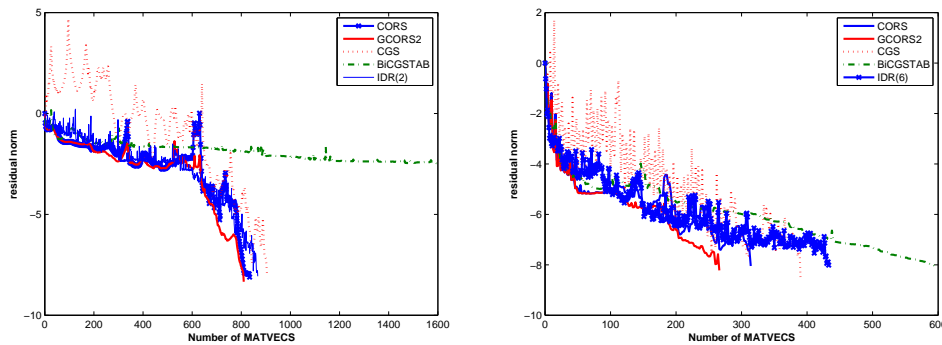 5
0
−5
−10
residual norm
0
200
400
600
800
1000
1200
1400
1600
Number of MATVECS
CORS
GCORS2
CGS
BiCGSTAB
IDR(2)
2
0
−2
−4
−6
−8
−10
residual norm
0
100
200
300
400
500
600
Number of MATVECS
CORS
GCORS2
CGS
BiCGSTAB
IDR(6)